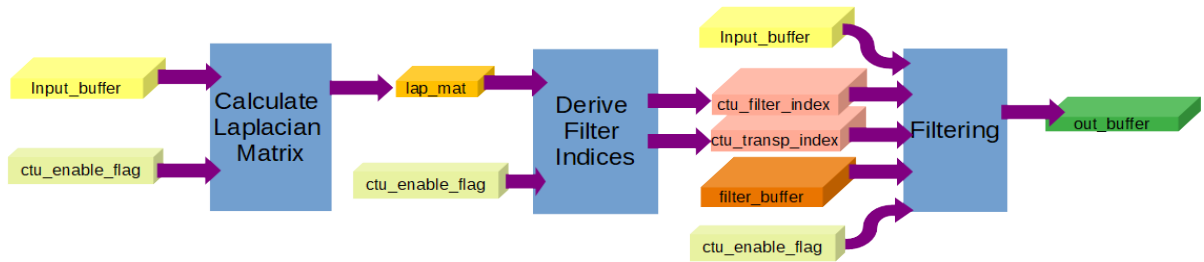 Input_buffer
ctu_enable_flag
Calculate
Laplacian
Matrix
lap_mat
ctu_enable_flag
Derive
Filter
Indices
Input_buffer
ctu_filter_index
ctu_transp_index
filter_buffer
ctu_enable_flag
Filtering
out_buffer